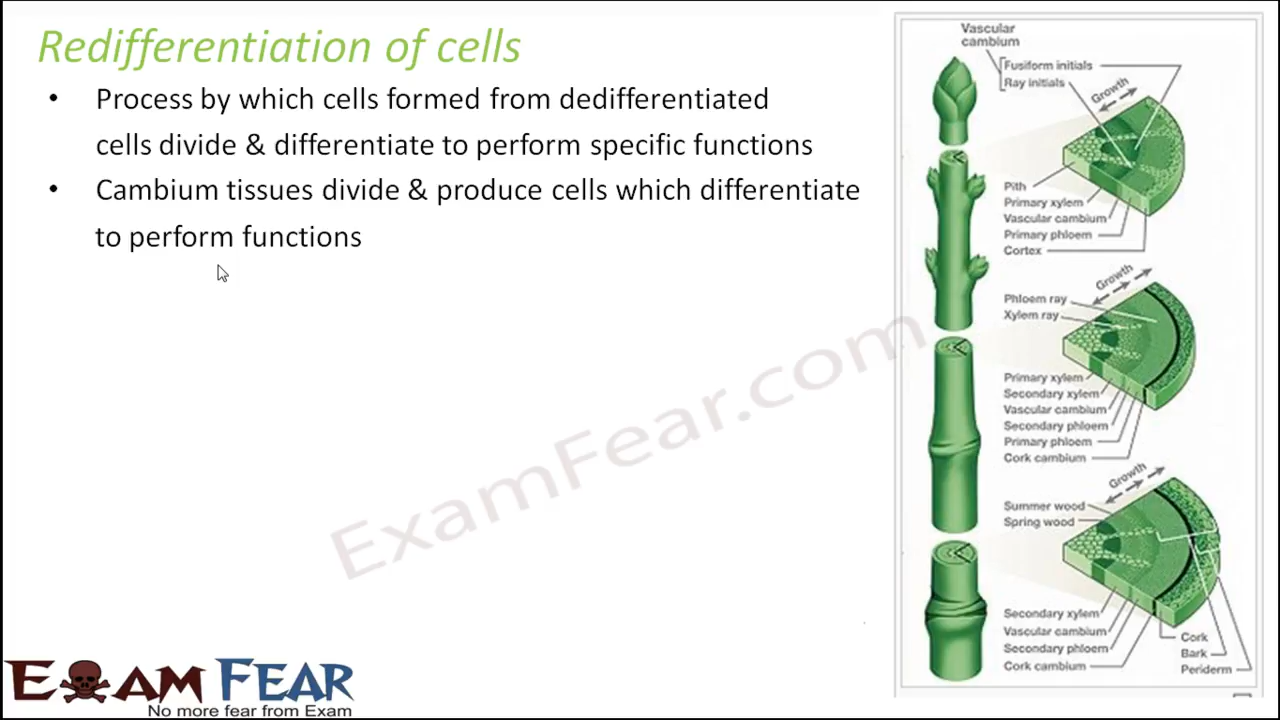 Redifferentiation of cells
• Process by which cells formed from dedifferentiated
cells divide & differentiate to perform specific functions
• Cambium tissues divide & produce cells which differentiate
to perform functions
Vascular
cambium
Fusiform initials
Ray initials
Growth
Pith
Primary xylem
Vascular cambium
Primary phloem
Cortex
Growth
Phloem ray
Xylem ray
Primary xylem
Secondary xylem
Vascular cambium
Secondary phloem
Primary phloem
Cork cambium
Growth
Summer wood
Spring wood
Secondary xylem
Vascular cambium
Secondary phloem
Cork cambium
Cork
Bark
Periderm
ExamFear.com
EXAM FEAR
No more fear from Exam